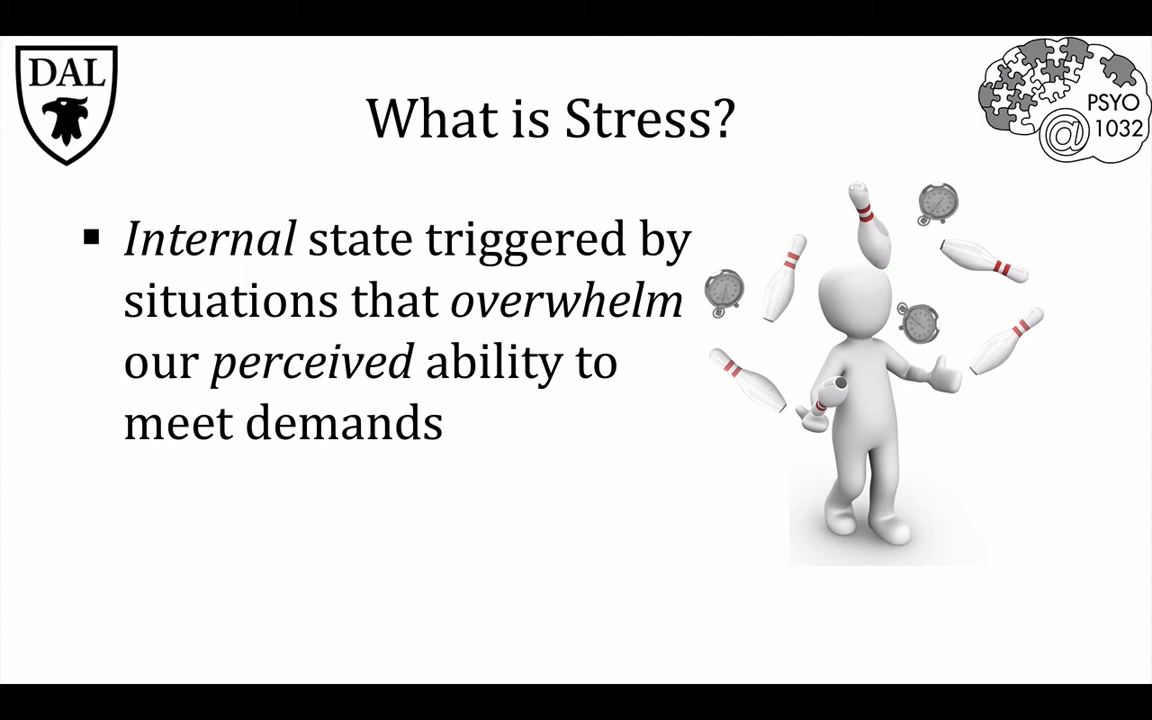 DAL
PSYO
@ 1032
What is Stress?
▪ Internal state triggered by
situations that overwhelm
our perceived ability to
meet demands